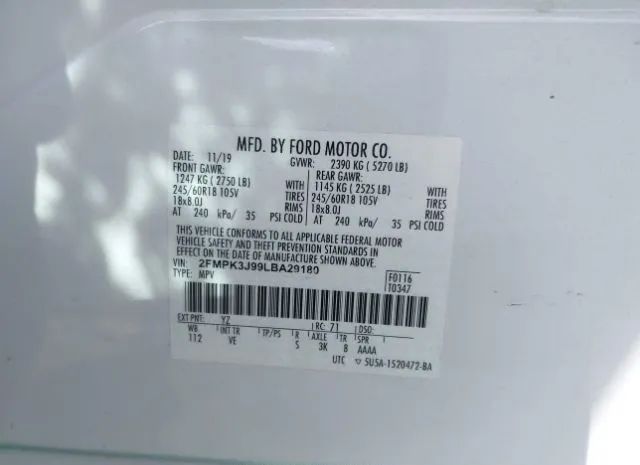 MFD. BY FORD MOTOR CO.
DATE: 11/19 GVWR: 2390 KG ( 5270 LB)
FRONT GAWR: REAR GAWR:
1247 KG ( 2750 LB) WITH 1145 KG ( 2525 LB) WITH
245/60R18 105V TIRES 245/60R18 105V TIRES
18x8.0J RIMS 18x8.0J RIMS
AT 240 kPa/ 35 PSI COLD AT 240 kPa/ 35 PSI COLD
THIS VEHICLE CONFORMS TO ALL APPLICABLE FEDERAL MOTOR
VEHICLE SAFETY AND THEFT PREVENTION STANDARDS IN
EFFECT ON THE DATE OF MANUFACTURE SHOWN ABOVE.
VIN: 2FMPK3J99LBA29180 F0116
TYPE: MPV T0347
EXT PNT: YZ RC: 71 DSO:
WB INT TR TP/PS R AXLE TR SPR
112 VE S 3K 8 AAAA
UTC ▽ 5U5A-1520472-BA